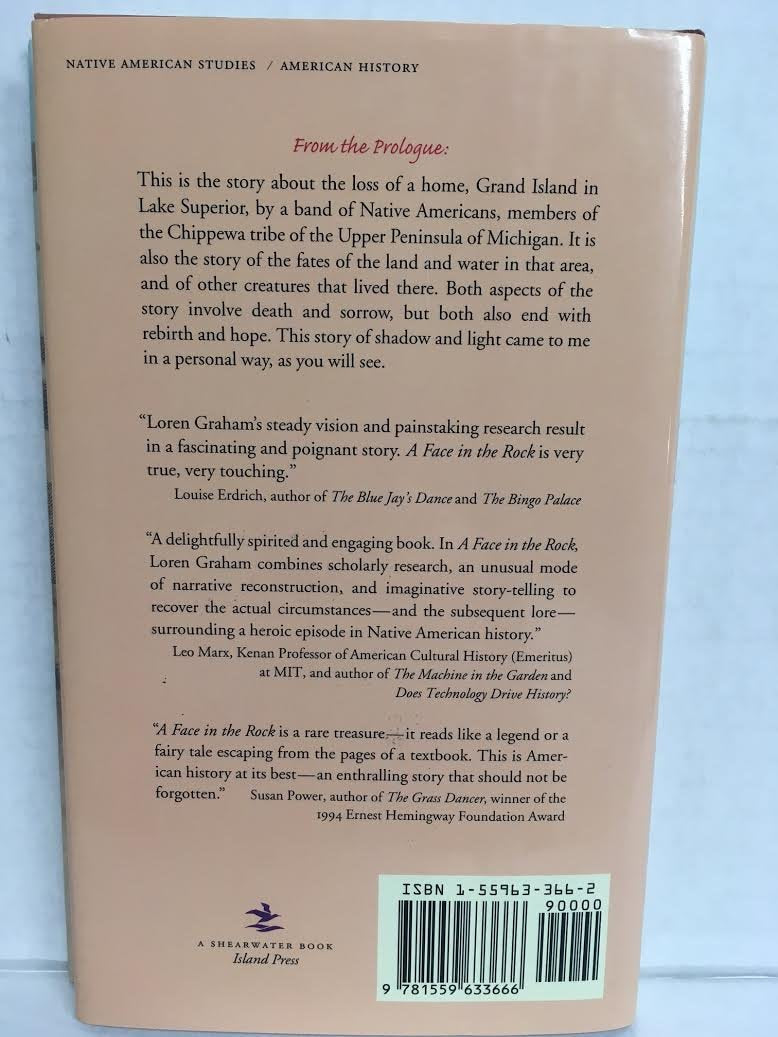 NATIVE AMERICAN STUDIES / AMERICAN HISTORY
From the Prologue:
This is the story about the loss of a home, Grand Island in
Lake Superior, by a band of Native Americans, members of
the Chippewa tribe of the Upper Peninsula of Michigan. It is
also the story of the fates of the land and water in that area,
and of other creatures that lived there. Both aspects of the
story involve death and sorrow, but both also end with
rebirth and hope. This story of shadow and light came to me
in a personal way, as you will see.
“Loren Graham’s steady vision and painstaking research result
in a fascinating and poignant story. A Face in the Rock is very
true, very touching.”
Louise Erdrich, author of The Blue Jay’s Dance and The Bingo Palace
“A delightfully spirited and engaging book. In A Face in the Rock,
Loren Graham combines scholarly research, an unusual mode
of narrative reconstruction, and imaginative story-telling to
recover the actual circumstances—and the subsequent lore—
surrounding a heroic episode in Native American history.”
Leo Marx, Kenan Professor of American Cultural History (Emeritus)
at MIT, and author of The Machine in the Garden and
Does Technology Drive History?
“A Face in the Rock is a rare treasure—it reads like a legend or a
fairy tale escaping from the pages of a textbook. This is Amer-
ican history at its best—an enthralling story that should not be
forgotten.” Susan Power, author of The Grass Dancer, winner of the
1994 Ernest Hemingway Foundation Award
ISBN 1-55963-366-2
90000
9 781559 633666
A SHEARWATER BOOK
Island Press